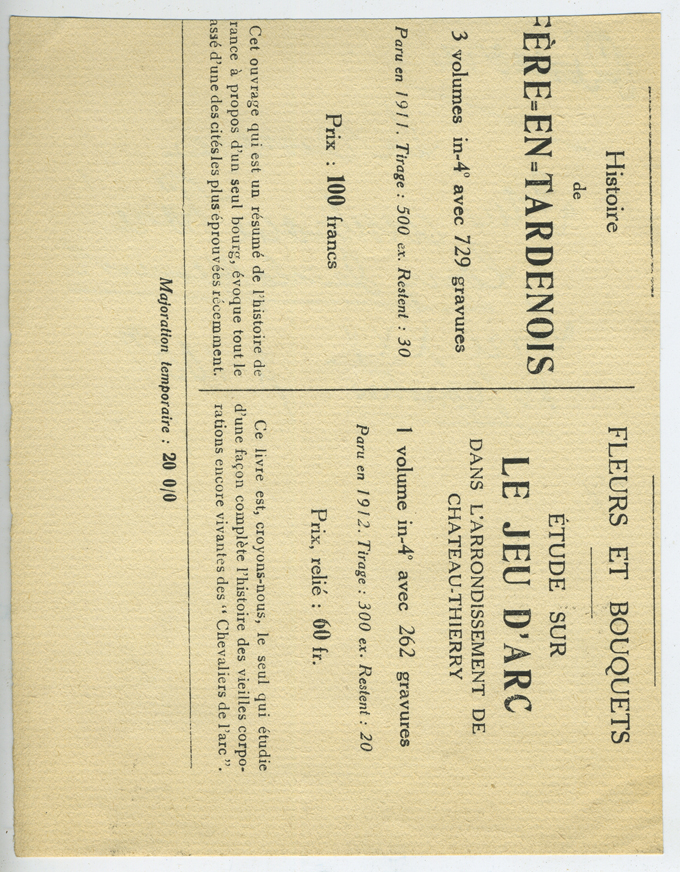 Histoire
de
FÈRE=EN=TARDENOIS
3 volumes in-4° avec 729 gravures
Paru en 1911. Tirage : 500 ex. Restent : 30
Prix : 100 francs
Cet ouvrage qui est un résumé de l'histoire de
rance à propos d'un seul bourg, évoque tout le
assé d'une des cités les plus éprouvées récemment.
FLEURS ET BOUQUETS
ÉTUDE SUR
LE JEU D'ARC
DANS L'ARRONDISSEMENT DE
CHATEAU-THIERRY
1 volume in-4° avec 262 gravures
Paru en 1912. Tirage : 300 ex. Restent : 20
Prix, relié : 60 fr.
Ce livre est, croyons-nous, le seul qui étudie
d'une façon complète l'histoire des vieilles corpo-
rations encore vivantes des " Chevaliers de l'arc ".
Majoration temporaire : 20 0/0